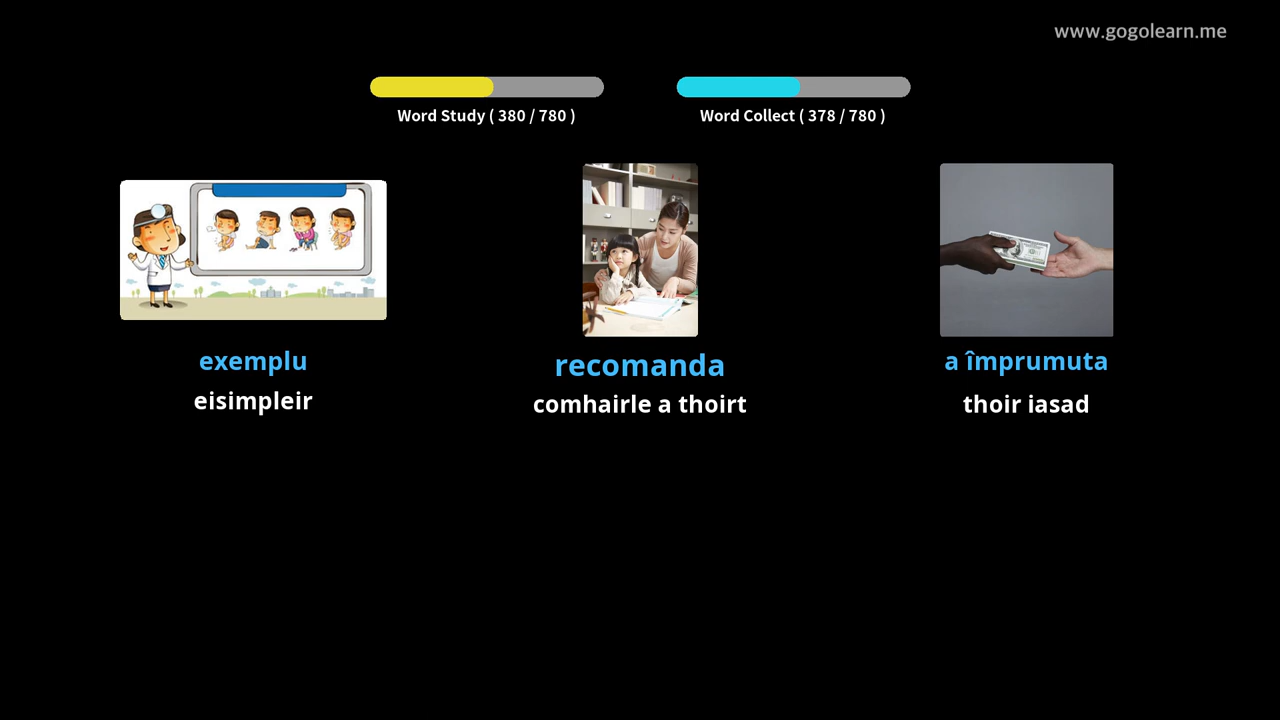 www.gogolearn.me
Word Study ( 380 / 780 )
Word Collect ( 378 / 780 )
exemplu
eisimpleir
recomanda
comhairle a thoirt
a împrumuta
thoir iasad